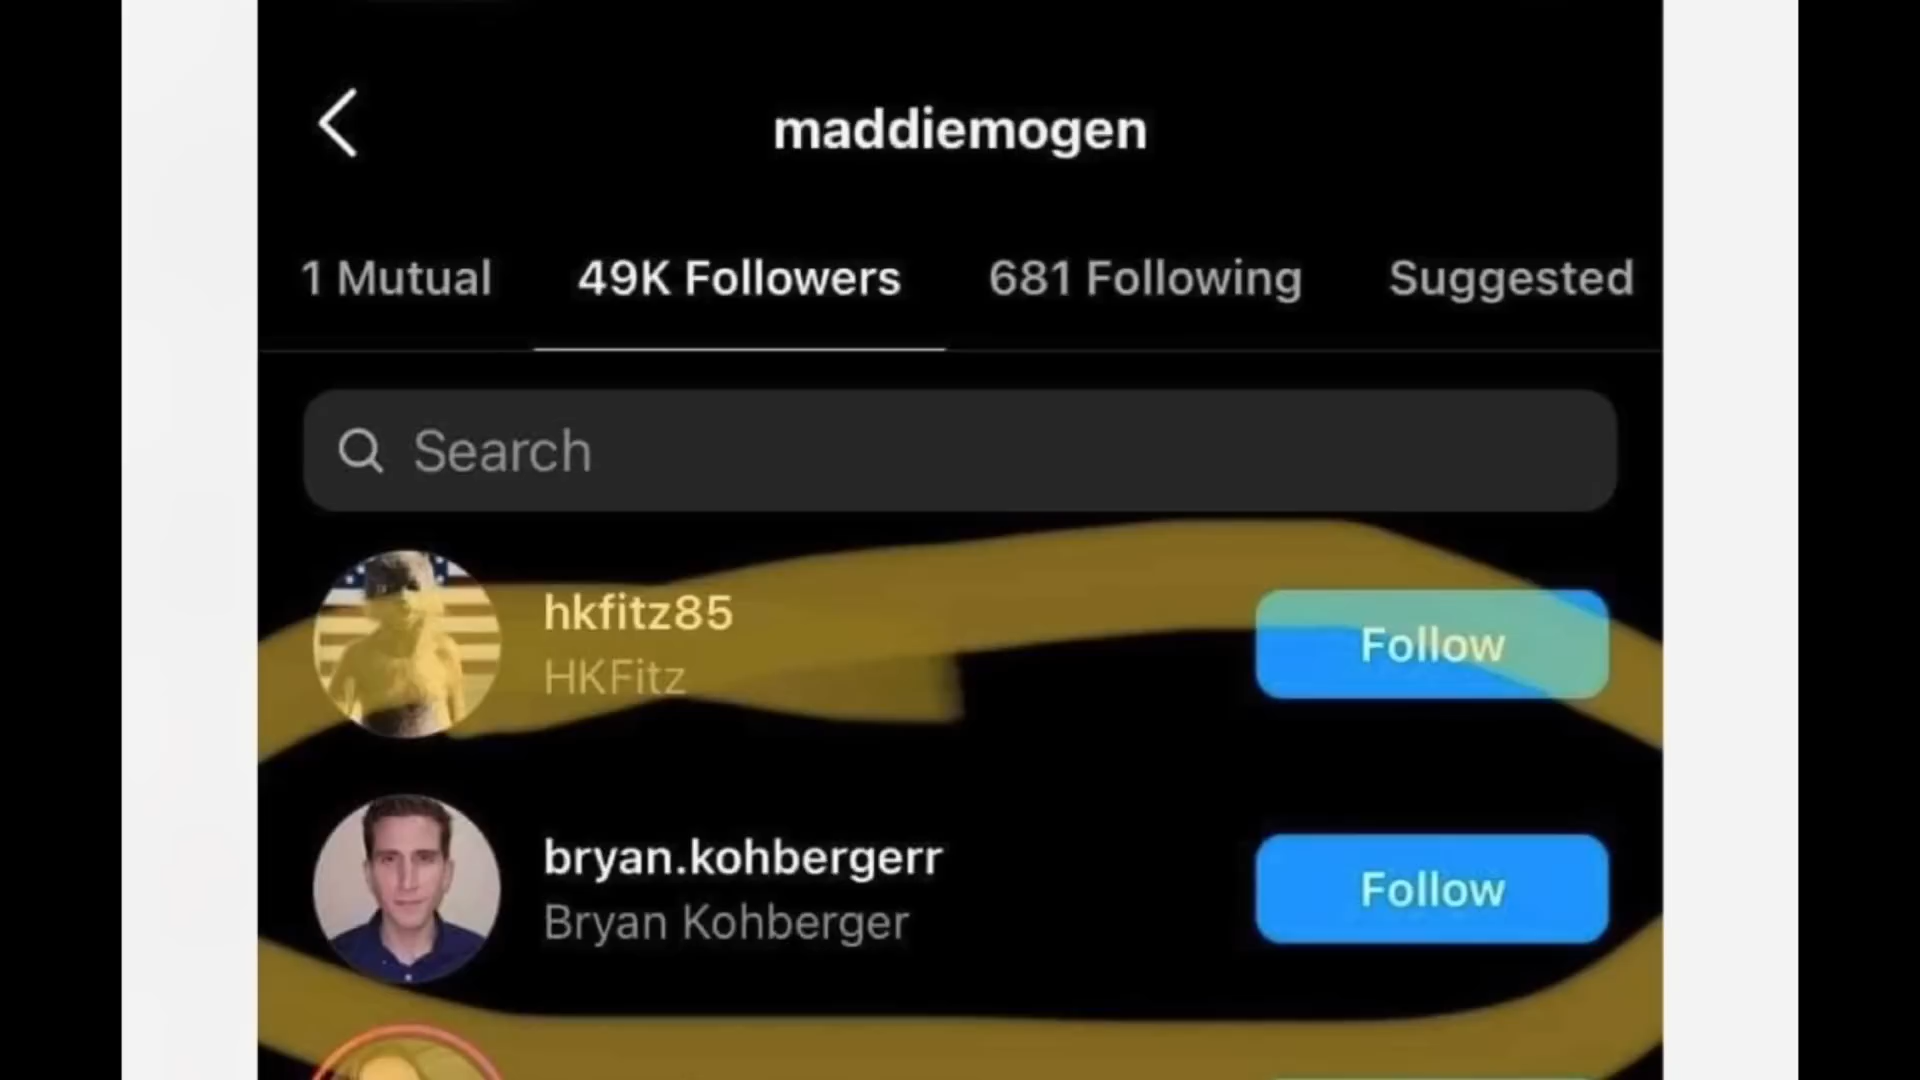 maddiemogen
1 Mutual 49K Followers 681 Following Suggested
Search
hkfitz85
HKFitz
Follow
bryan.kohbergerr
Bryan Kohberger
Follow